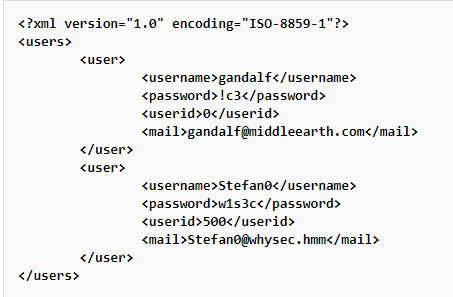 <?xml version="1.0" encoding="ISO-8859-1"?>
<users>
<user>
<username>gandalf</username>
<password>!c3</password>
<userid>0</userid>
<mail>gandalf@middleearth.com</mail>
</user>
<user>
<username>Stefan0</username>
<password>w1s3c</password>
<userid>500</userid>
<mail>Stefan0@whysec.hmm</mail>
</user>
</users>